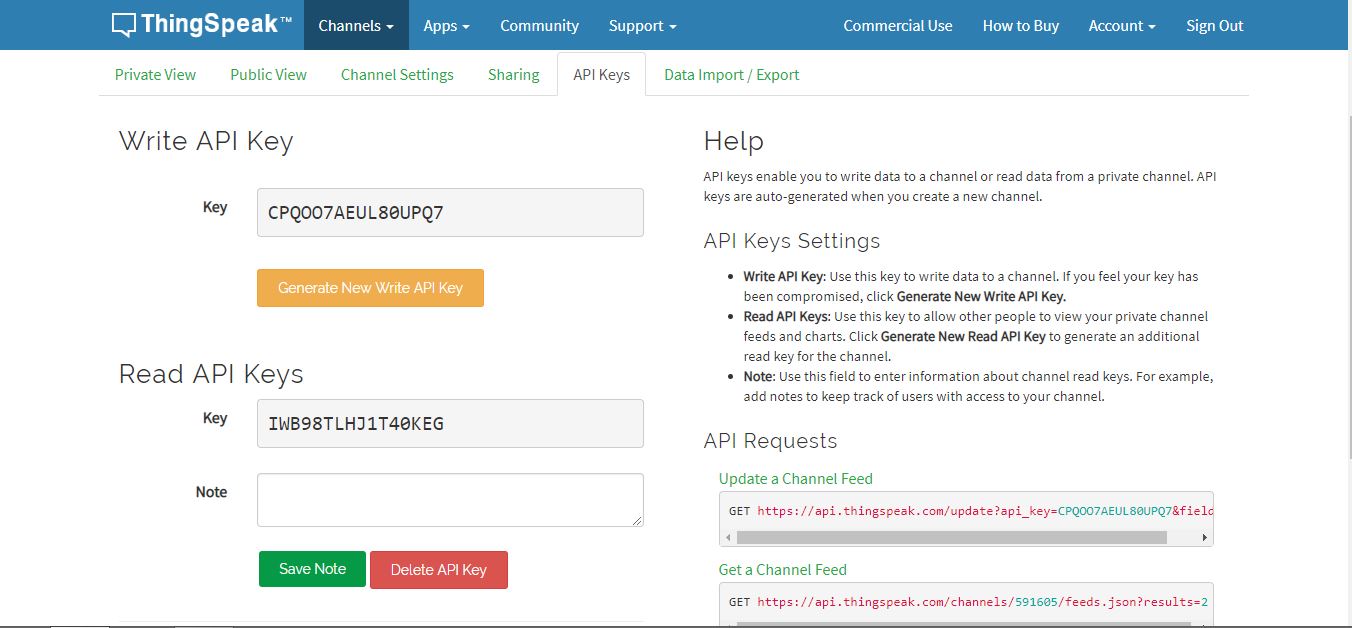 ThingSpeak™ Channels Apps Community Support Commercial Use How to Buy Account Sign Out
Private View Public View Channel Settings Sharing API Keys Data Import / Export
Write API Key
Key CPQOO7AEUL80UPQ7
Generate New Write API Key
Read API Keys
Key IWB98TLHJ1T40KEG
Note
Save Note Delete API Key
Help
API keys enable you to write data to a channel or read data from a private channel. API
keys are auto-generated when you create a new channel.
API Keys Settings
• Write API Key: Use this key to write data to a channel. If you feel your key has
been compromised, click Generate New Write API Key.
• Read API Keys: Use this key to allow other people to view your private channel
feeds and charts. Click Generate New Read API Key to generate an additional
read key for the channel.
• Note: Use this field to enter information about channel read keys. For example,
add notes to keep track of users with access to your channel.
API Requests
Update a Channel Feed
GET https://api.thingspeak.com/update?api_key=CPQOO7AEUL80UPQ7&field
Get a Channel Feed
GET https://api.thingspeak.com/channels/591605/feeds.json?results=2